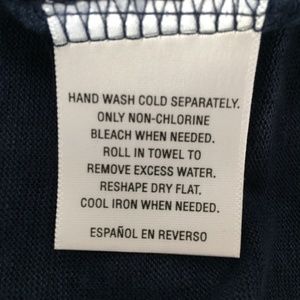 HAND WASH COLD SEPARATELY.
ONLY NON-CHLORINE
BLEACH WHEN NEEDED.
ROLL IN TOWEL TO
REMOVE EXCESS WATER.
RESHAPE DRY FLAT.
COOL IRON WHEN NEEDED.
ESPAÑOL EN REVERSO